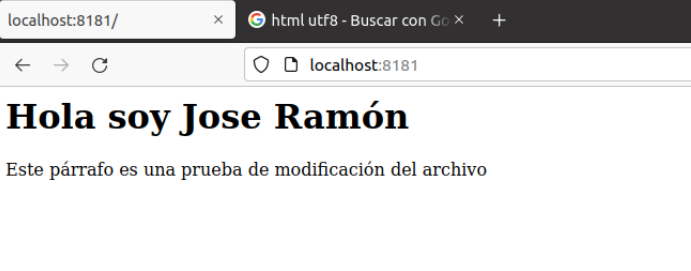 localhost:8181/
html utf8 - Buscar con Go
localhost:8181
Hola soy Jose Ramón
Este párrafo es una prueba de modificación del archivo